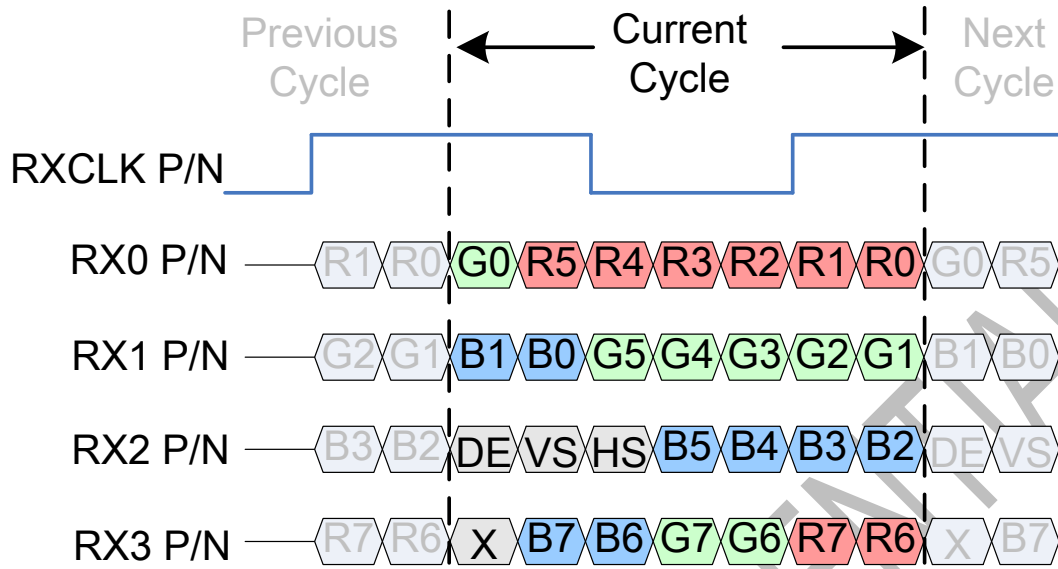 Previous Cycle
Current Cycle
Next Cycle
RXCLK P/N
RX0 P/N R1 R0 G0 R5 R4 R3 R2 R1 R0 G0 R5
RX1 P/N G2 G1 B1 B0 G5 G4 G3 G2 G1 B1 B0
RX2 P/N B3 B2 DE VS HS B5 B4 B3 B2 DE VS
RX3 P/N R7 R6 X B7 B6 G7 G6 R7 R6 X B7